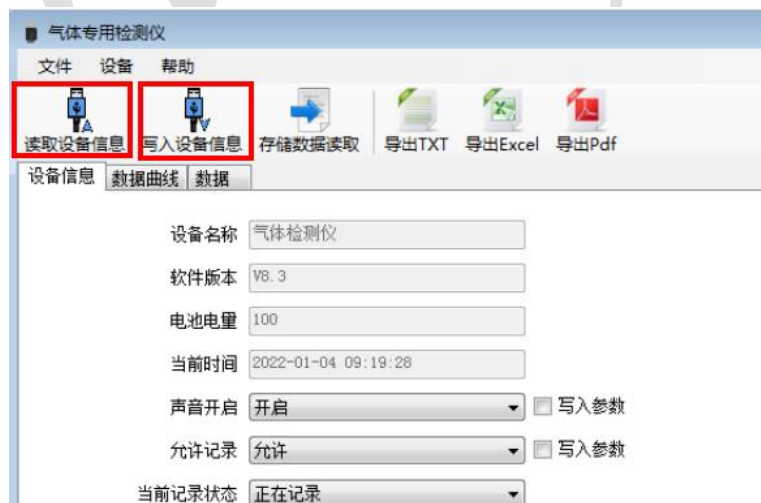 气体专用检测仪
文件 设备 帮助
读取设备信息 写入设备信息 存储数据读取 导出TXT 导出Excel 导出Pdf
设备信息 数据曲线 数据
设备名称 气体检测仪
软件版本 V8.3
电池电量 100
当前时间 2022-01-04 09:19:28
声音开启 开启 写入参数
允许记录 允许 写入参数
当前记录状态 正在记录